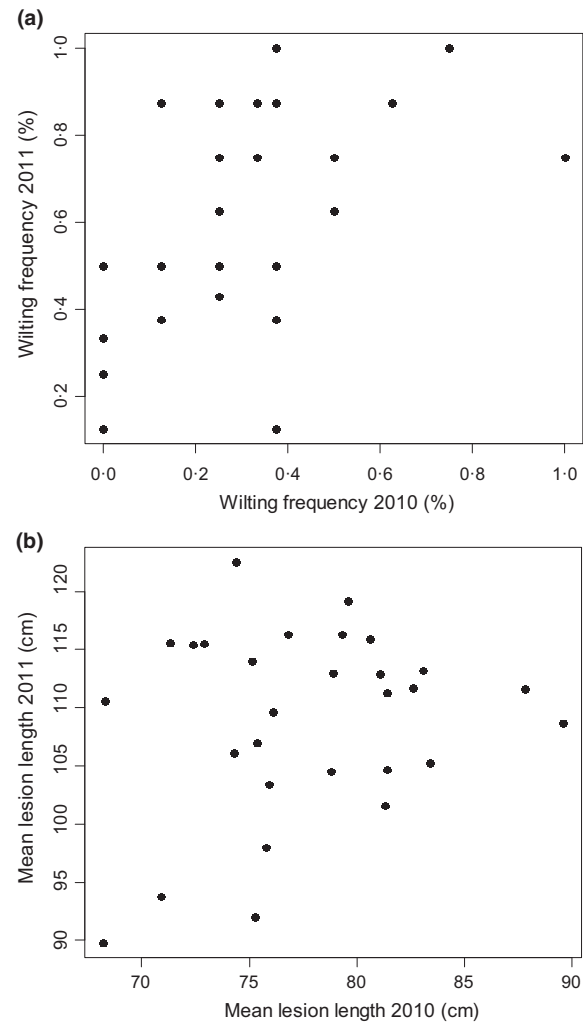 (a)
Wilting frequency 2011 (%)
1·0
0·8
0·6
0·4
0·2
0·0 0·2 0·4 0·6 0·8 1·0
Wilting frequency 2010 (%)
(b)
Mean lesion length 2011 (cm)
120
115
110
105
100
95
90
70 75 80 85 90
Mean lesion length 2010 (cm)